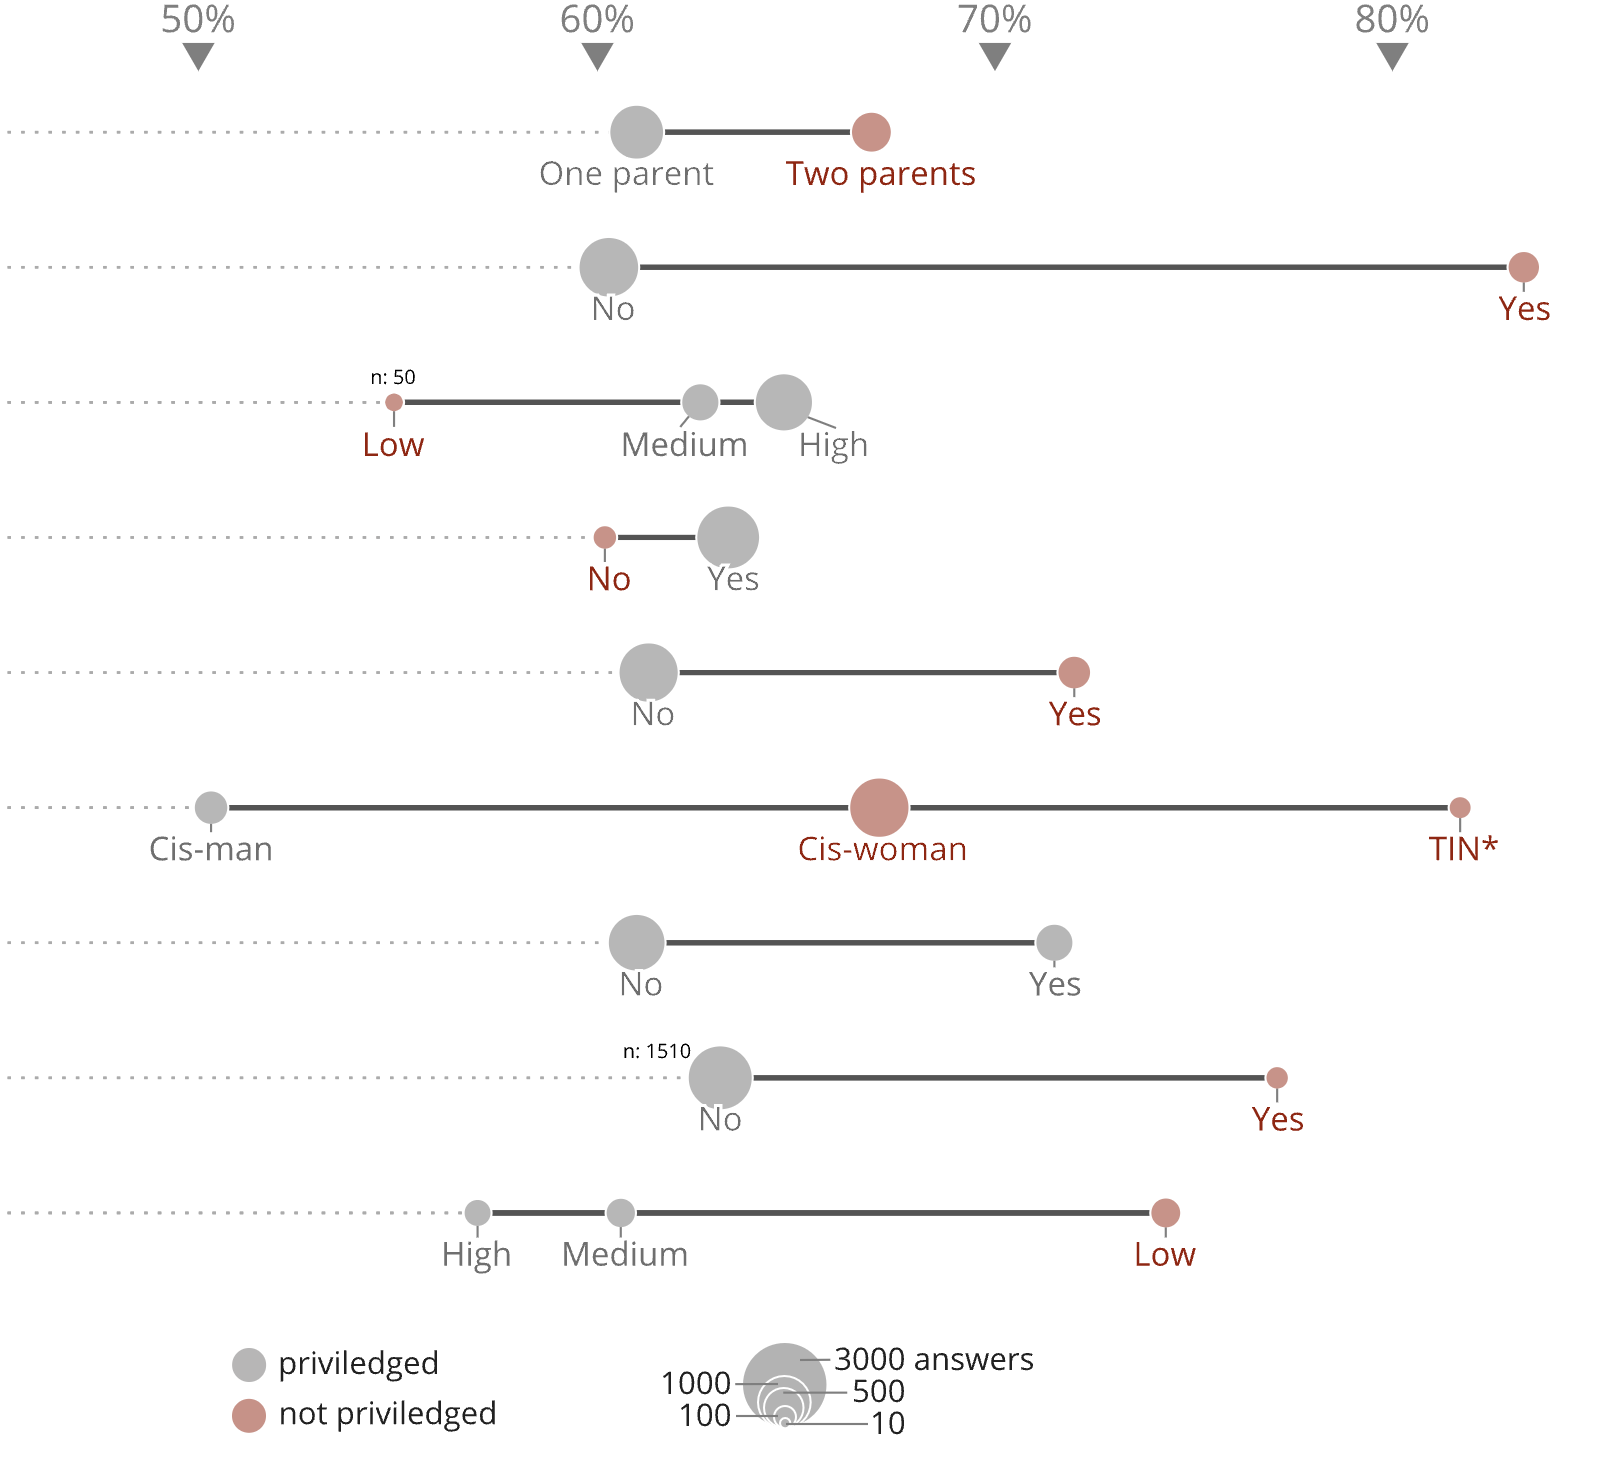 50% 60% 70% 80%
One parent Two parents
No Yes
n: 50
Low Medium High
No Yes
No Yes
Cis-man Cis-woman TIN*
No Yes
n: 1510
No Yes
High Medium Low
priviledged
not priviledged
3000 answers
1000
500
100
10